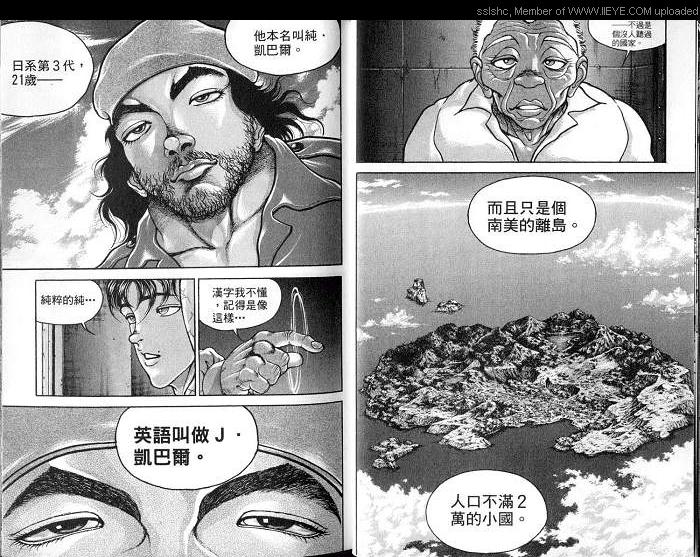 sslshc, Member of WWW.IIEYE.COM uploaded
他本名叫純．
凱巴爾。
日系第３代，
21歲——
純粹的純…
漢字我不懂
，記得是像
這樣…
英語叫做Ｊ．
凱巴爾。
——不過是
個沒人聽過
的國家。
而且只是個
南美的離島。
人口不滿２
萬的小國。